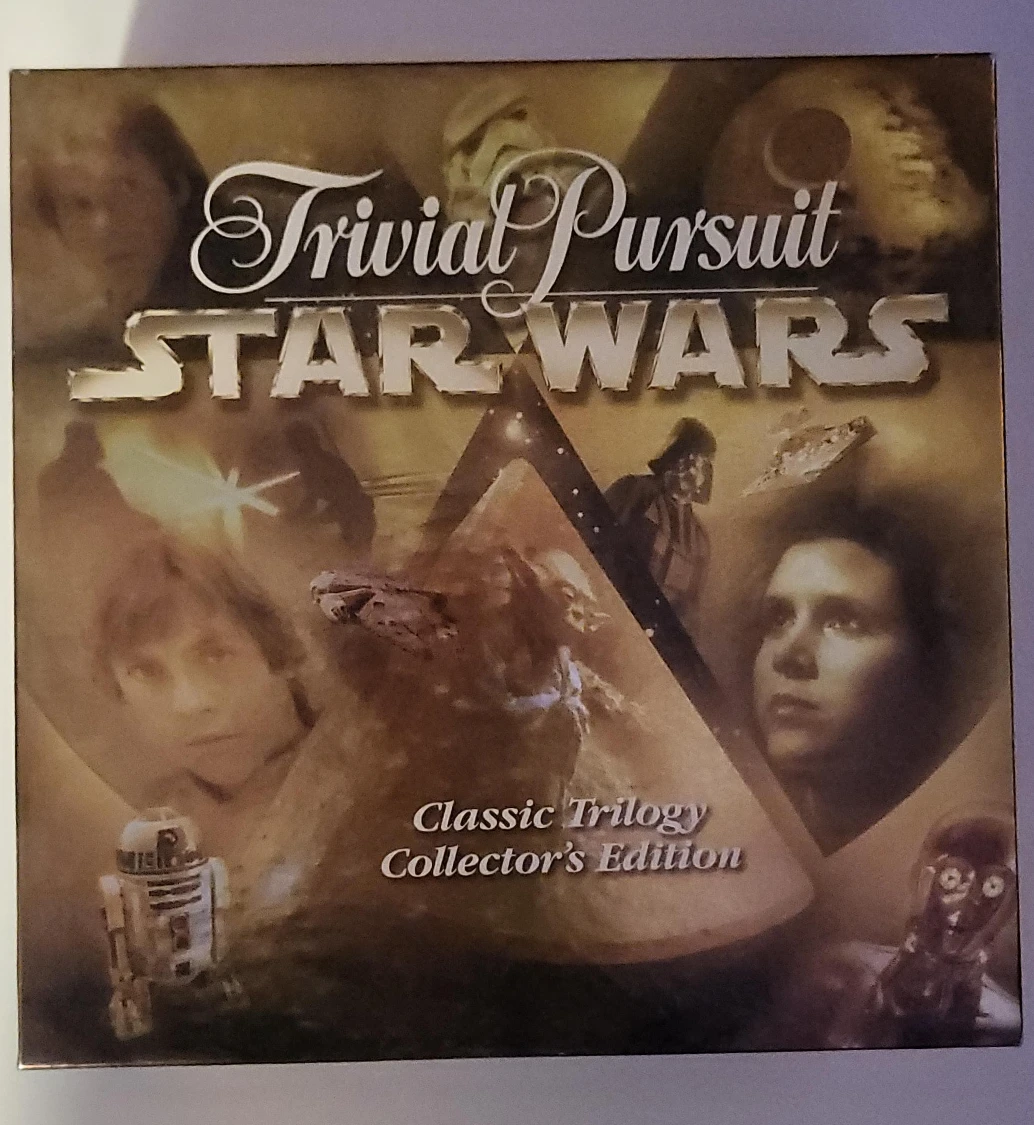 Trivial Pursuit
STAR WARS
Classic Trilogy
Collector's Edition